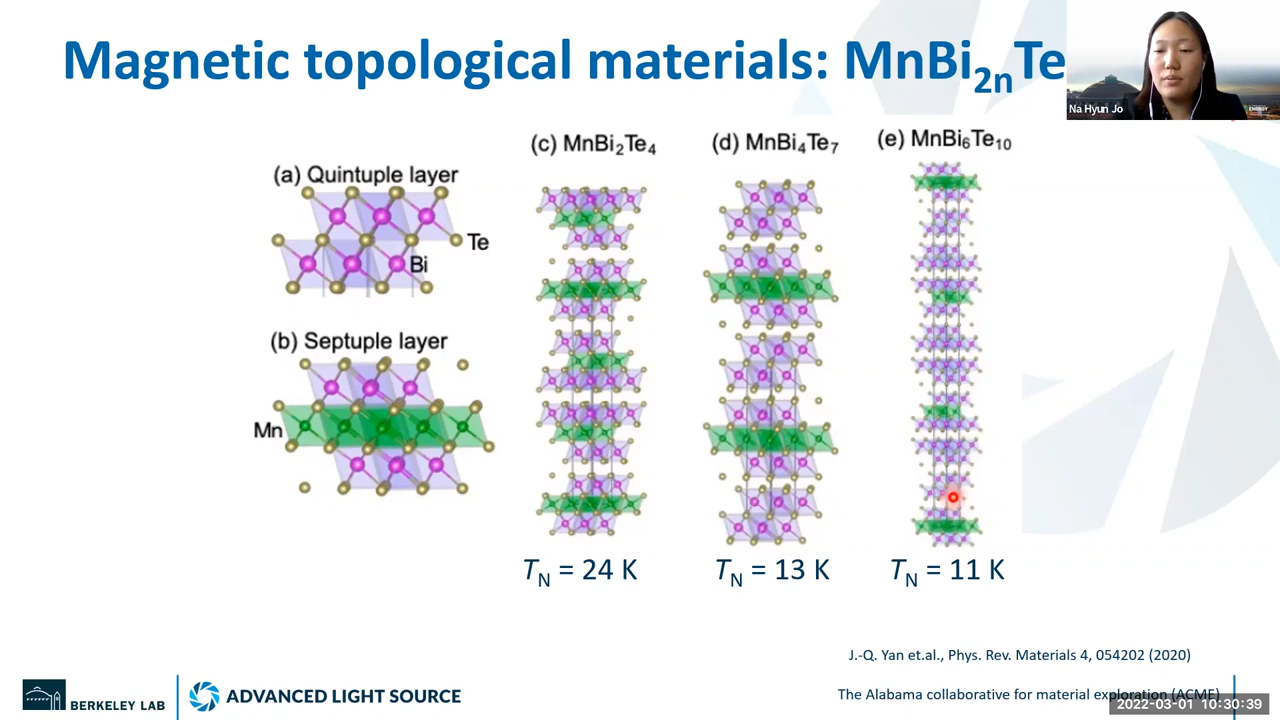 Magnetic topological materials: MnBi2nTe
Na Hyun Jo
ENERGY
(a) Quintuple layer
Te
Bi
(b) Septuple layer
Mn
(c) MnBi2Te4
(d) MnBi4Te7
(e) MnBi6Te10
TN = 24 K
TN = 13 K
TN = 11 K
J.-Q. Yan et.al., Phys. Rev. Materials 4, 054202 (2020)
The Alabama collaborative for material exploration (ACME)
BERKELEY LAB
ADVANCED LIGHT SOURCE
2022-03-01 10:30:39